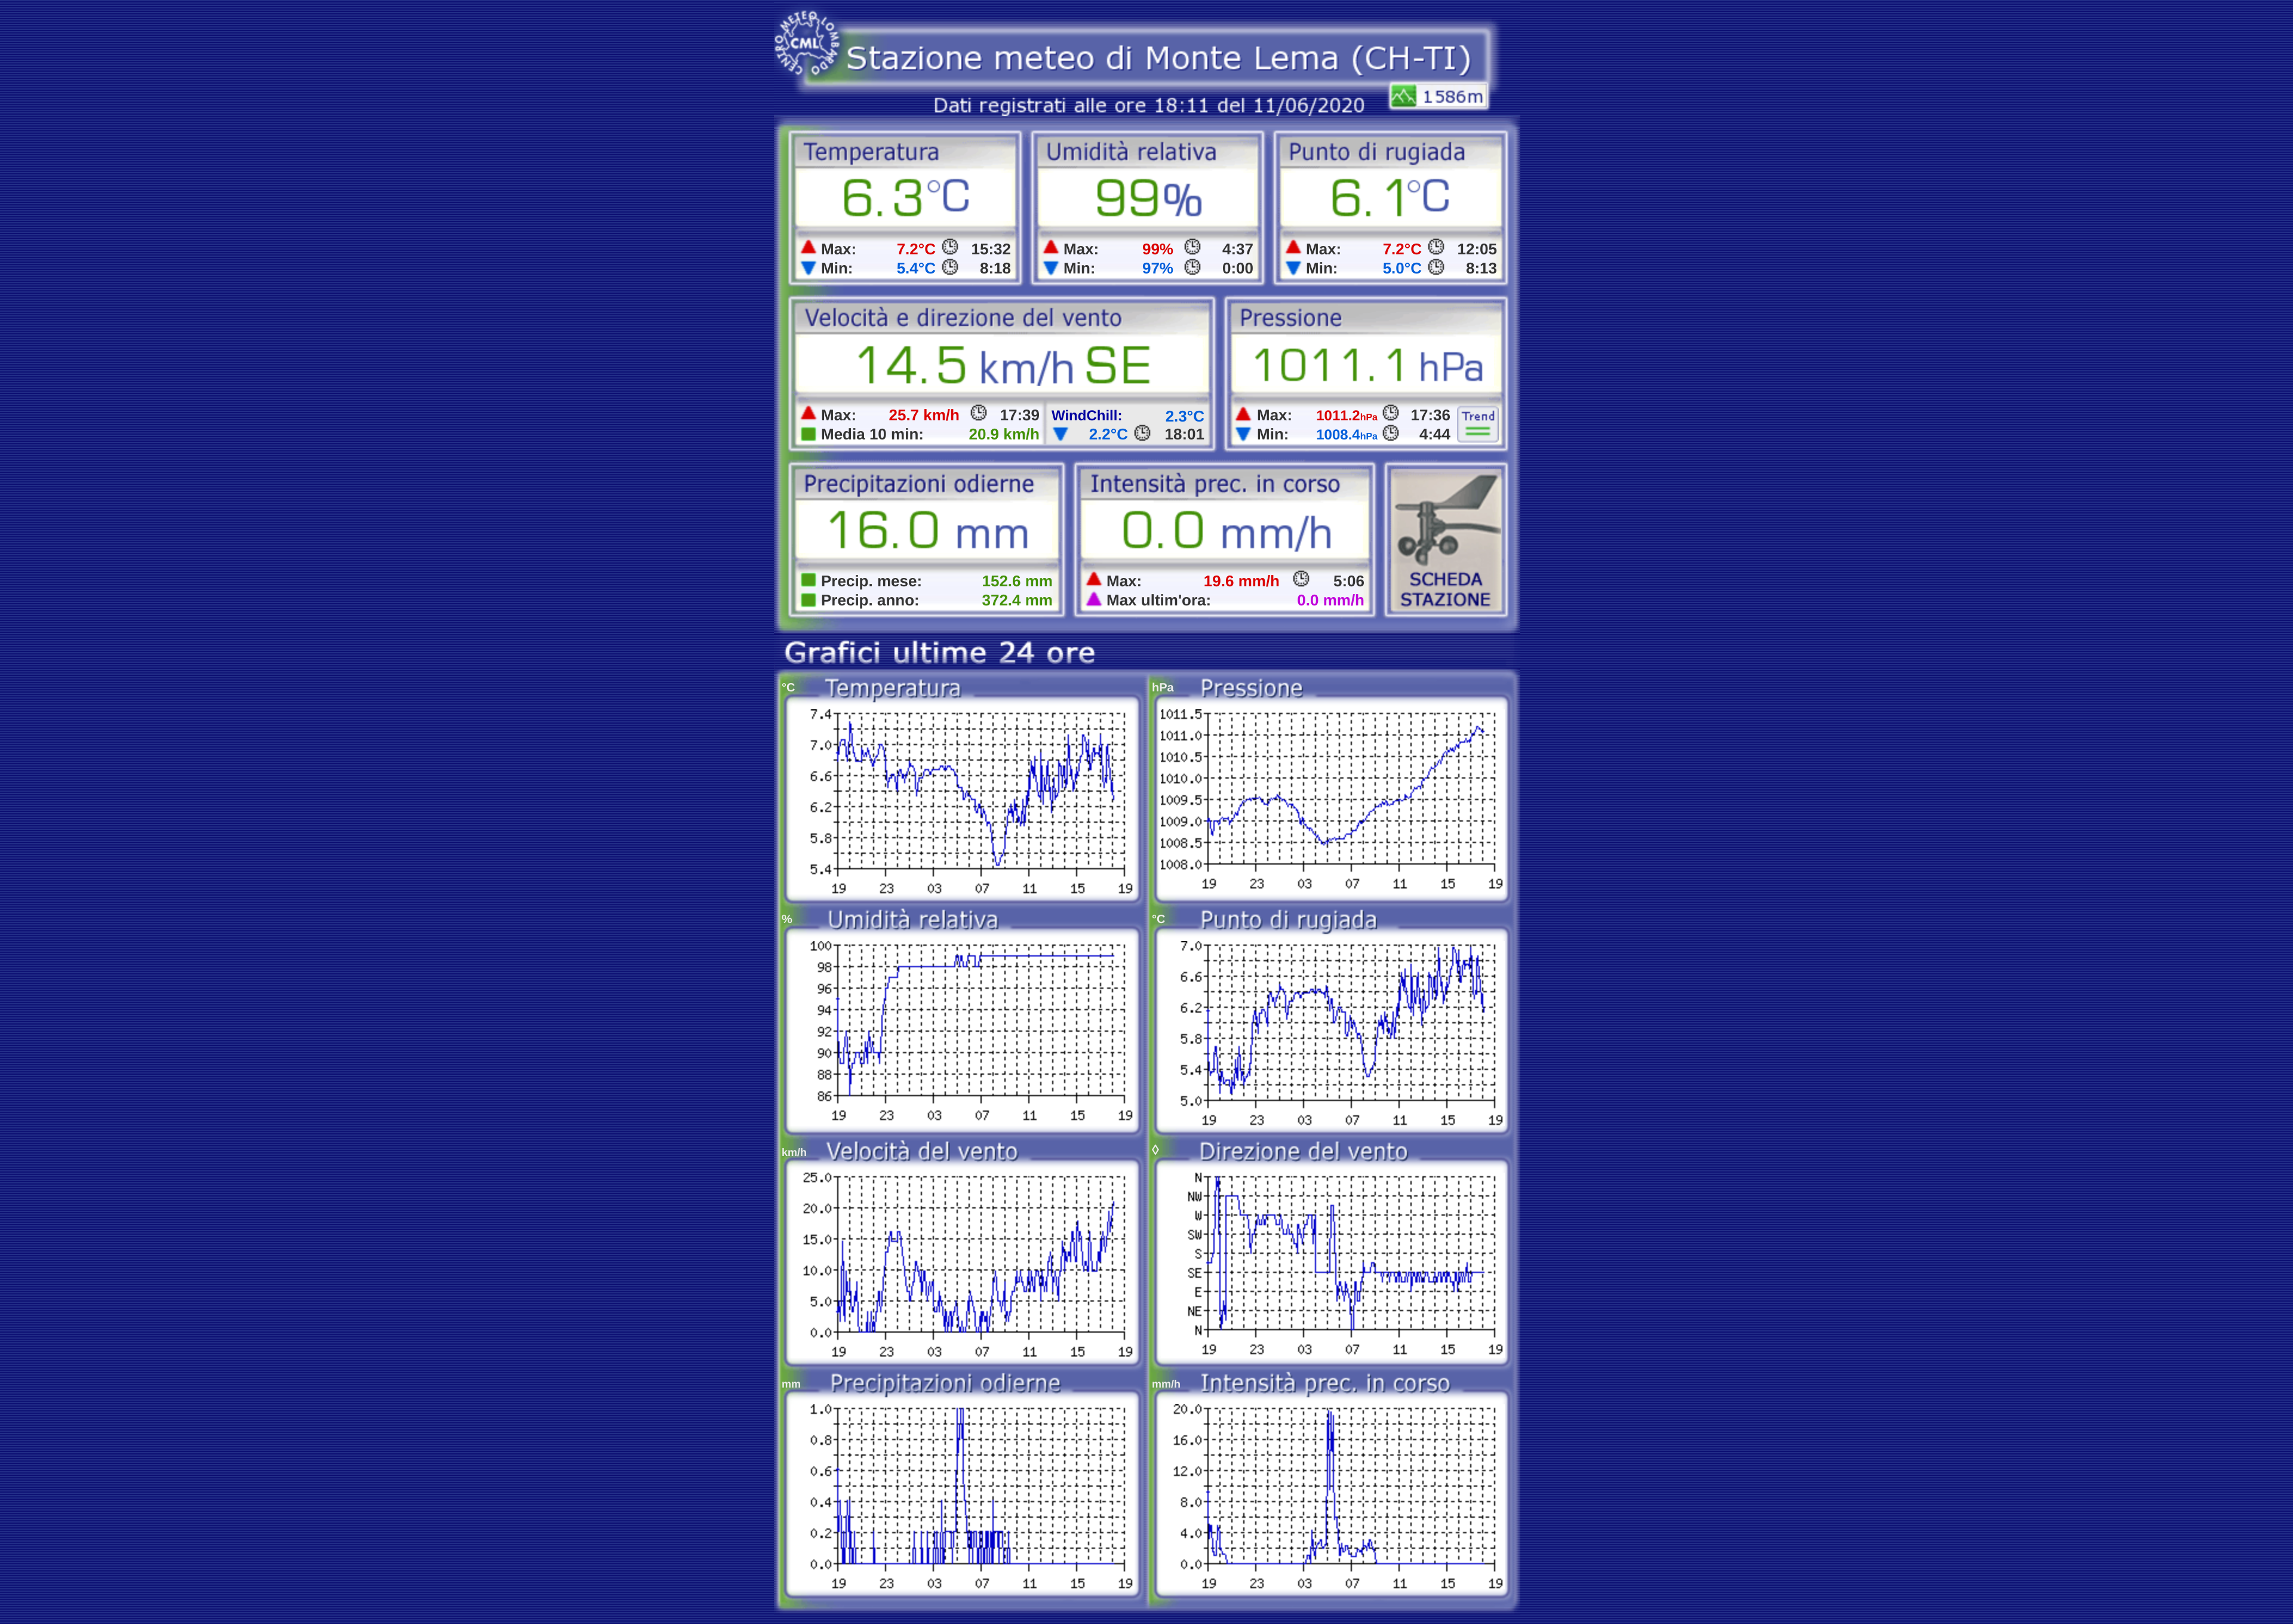 CENTRO METEO LOMBARDO
CML
Stazione meteo di Monte Lema (CH-TI)
1586m
Dati registrati alle ore 18:11 del 11/06/2020
Temperatura
6.3°C
Max: 7.2°C 15:32
Min: 5.4°C 8:18
Umidità relativa
99%
Max: 99% 4:37
Min: 97% 0:00
Punto di rugiada
6.1°C
Max: 7.2°C 12:05
Min: 5.0°C 8:13
Velocità e direzione del vento
14.5 km/h SE
Max: 25.7 km/h 17:39
Media 10 min: 20.9 km/h
WindChill: 2.3°C
2.2°C 18:01
Pressione
1011.1 hPa
Max: 1011.2hPa 17:36
Min: 1008.4hPa 4:44
Trend
Precipitazioni odierne
16.0 mm
Precip. mese: 152.6 mm
Precip. anno: 372.4 mm
Intensità prec. in corso
0.0 mm/h
Max: 19.6 mm/h 5:06
Max ultim'ora: 0.0 mm/h
SCHEDA
STAZIONE
Grafici ultime 24 ore
°C Temperatura
7.4
7.0
6.6
6.2
5.8
5.4
19 23 03 07 11 15 19
hPa Pressione
1011.5
1011.0
1010.5
1010.0
1009.5
1009.0
1008.5
1008.0
19 23 03 07 11 15 19
% Umidità relativa
100
98
96
94
92
90
88
86
19 23 03 07 11 15 19
°C Punto di rugiada
7.0
6.6
6.2
5.8
5.4
5.0
19 23 03 07 11 15 19
km/h Velocità del vento
25.0
20.0
15.0
10.0
5.0
0.0
19 23 03 07 11 15 19
◊ Direzione del vento
N
NW
W
SW
S
SE
E
NE
N
19 23 03 07 11 15 19
mm Precipitazioni odierne
1.0
0.8
0.6
0.4
0.2
0.0
19 23 03 07 11 15 19
mm/h Intensità prec. in corso
20.0
16.0
12.0
8.0
4.0
0.0
19 23 03 07 11 15 19